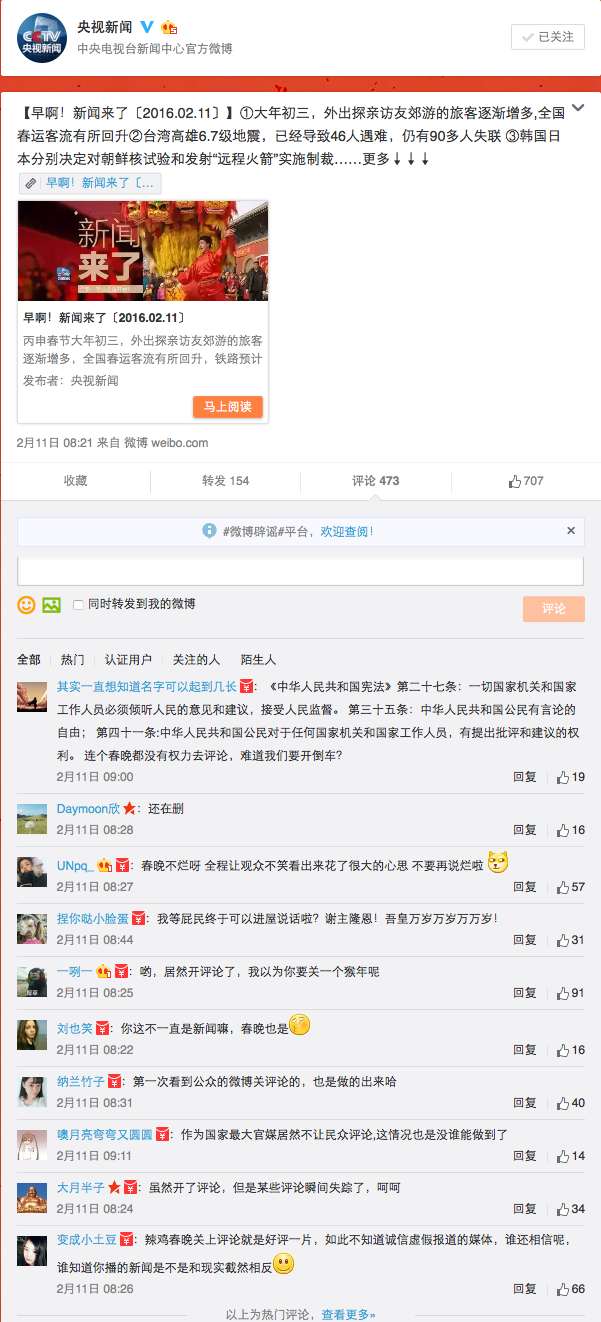 CCTV
央视新闻
央视新闻
中央电视台新闻中心官方微博
已关注
【早啊！新闻来了〔2016.02.11〕】①大年初三，外出探亲访友郊游的旅客逐渐增多,全国
春运客流有所回升②台湾高雄6.7级地震，已经导致46人遇难，仍有90多人失联 ③韩国日
本分别决定对朝鲜核试验和发射“远程火箭”实施制裁……更多↓↓↓
早啊！新闻来了〔...
新闻
来了
早啊！新闻来了〔2016.02.11〕
丙申春节大年初三，外出探亲访友郊游的旅客
逐渐增多，全国春运客流有所回升，铁路预计
发布者：央视新闻
马上阅读
2月11日 08:21 来自 微博 weibo.com
收藏
转发 154
评论 473
707
#微博辟谣#平台，欢迎查阅！
同时转发到我的微博
评论
全部
热门
认证用户
关注的人
陌生人
其实一直想知道名字可以起到几长：《中华人民共和国宪法》第二十七条：一切国家机关和国家
工作人员必须倾听人民的意见和建议，接受人民监督。 第三十五条：中华人民共和国公民有言论的
自由； 第四十一条:中华人民共和国公民对于任何国家机关和国家工作人员，有提出批评和建议的权
利。 连个春晚都没有权力去评论，难道我们要开倒车?
2月11日 09:00
回复
19
Daymoon欣：还在删
2月11日 08:28
回复
16
UNpq_：春晚不烂呀 全程让观众不笑看出来花了很大的心思 不要再说烂啦
2月11日 08:27
回复
57
捏你哒小脸蛋：我等屁民终于可以进屋说话啦？谢主隆恩！吾皇万岁万岁万万岁！
2月11日 08:44
回复
31
一咧一：哟，居然开评论了，我以为你要关一个猴年呢
2月11日 08:25
回复
91
刘也笑：你这不一直是新闻嘛，春晚也是
2月11日 08:22
回复
16
纳兰竹子：第一次看到公众的微博关评论的，也是做的出来哈
2月11日 08:31
回复
40
噢月亮弯弯又圆圆：作为国家最大官媒居然不让民众评论,这情况也是没谁能做到了
2月11日 09:11
回复
14
大月半子：虽然开了评论，但是某些评论瞬间失踪了，呵呵
2月11日 08:24
回复
34
变成小土豆：辣鸡春晚关上评论就是好评一片，如此不知道诚信虚假报道的媒体，谁还相信呢，
谁知道你播的新闻是不是和现实截然相反
2月11日 08:26
回复
66
以上为热门评论，查看更多»